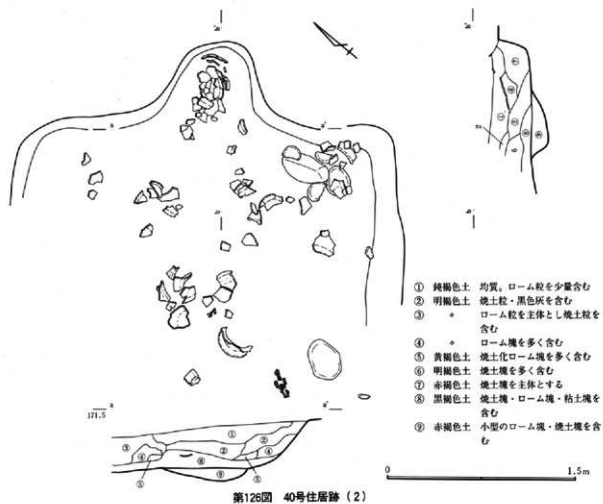 ① 鈍褐色土 均質。ローム粒を少量含む
② 明褐色土 焼土粒・黒色灰を含む
③ 〃 ローム粒を主体とし焼土粒を
含む
④ 〃 ローム塊を多く含む
⑤ 黄褐色土 焼土化ローム塊を多く含む
⑥ 明褐色土 焼土塊を多く含む
⑦ 赤褐色土 焼土塊を主体とする
⑧ 黒褐色土 焼土塊・ローム塊・粘土塊を
含む
⑨ 赤褐色土 小型のローム塊・焼土塊を含
む
171.5
0 1.5m
第126図 40号住居跡(2)